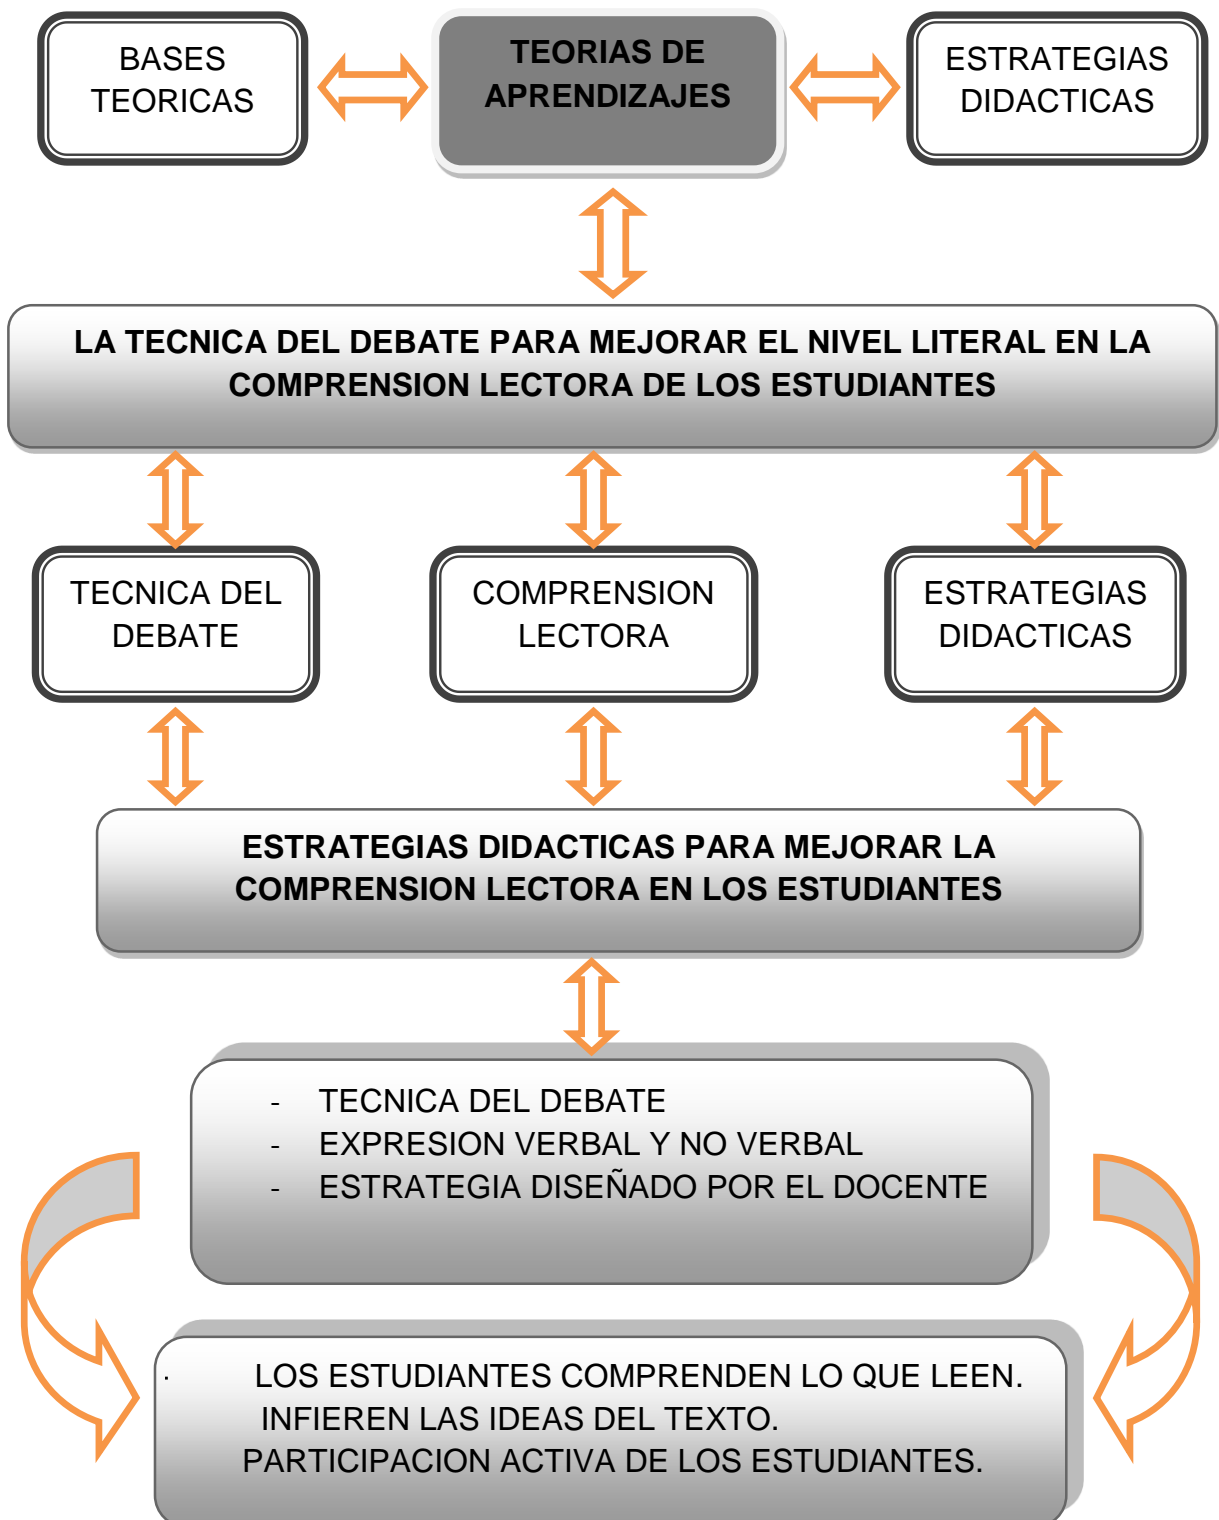 BASES
TEORICAS
TEORIAS DE
APRENDIZAJES
ESTRATEGIAS
DIDACTICAS
LA TECNICA DEL DEBATE PARA MEJORAR EL NIVEL LITERAL EN LA
COMPRENSION LECTORA DE LOS ESTUDIANTES
TECNICA DEL
DEBATE
COMPRENSION
LECTORA
ESTRATEGIAS
DIDACTICAS
ESTRATEGIAS DIDACTICAS PARA MEJORAR LA
COMPRENSION LECTORA EN LOS ESTUDIANTES
- TECNICA DEL DEBATE
- EXPRESION VERBAL Y NO VERBAL
- ESTRATEGIA DISEÑADO POR EL DOCENTE
· LOS ESTUDIANTES COMPRENDEN LO QUE LEEN.
INFIEREN LAS IDEAS DEL TEXTO.
PARTICIPACION ACTIVA DE LOS ESTUDIANTES.